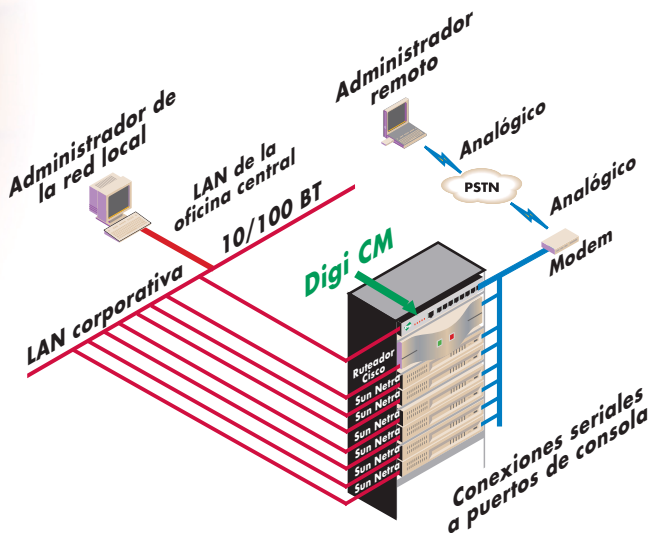 Administrador
remoto
Administrador de
la red local
Analógico
LAN de la
oficina central
PSTN
Analógico
10/100 BT
Modem
Digi CM
LAN corporativa
Ruteador
Cisco
Sun Netra
Sun Netra
Sun Netra
Sun Netra
Sun Netra
Conexiones seriales
a puertos de consola